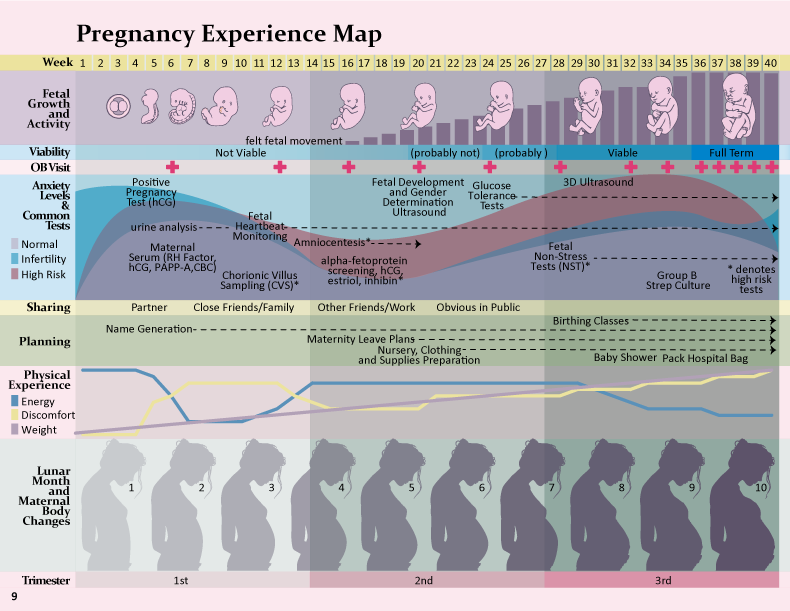 Pregnancy Experience Map
Week 1 2 3 4 5 6 7 8 9 10 11 12 13 14 15 16 17 18 19 20 21 22 23 24 25 26 27 28 29 30 31 32 33 34 35 36 37 38 39 40
Fetal
Growth
and
Activity
felt fetal movement
Viability Not Viable (probably not) (probably ) Viable Full Term
OB Visit
Anxiety
Levels
&
Common
Tests
Normal
Infertility
High Risk
Positive
Pregnancy
Test (hCG)
urine analysis
Maternal
Serum (RH Factor,
hCG, PAPP-A,CBC)
Fetal
Heartbeat
Monitoring
Chorionic Villus
Sampling (CVS)*
Amniocentesis*
alpha-fetoprotein
screening, hCG,
estriol, inhibin*
Fetal Development
and Gender
Determination
Ultrasound
Glucose
Tolerance
Tests
3D Ultrasound
Fetal
Non-Stress
Tests (NST)*
Group B
Strep Culture
* denotes
high risk
tests
Sharing Partner Close Friends/Family Other Friends/Work Obvious in Public
Planning
Name Generation
Birthing Classes
Maternity Leave Plans
Nursery, Clothing
and Supplies Preparation
Baby Shower Pack Hospital Bag
Physical
Experience
Energy
Discomfort
Weight
Lunar
Month
and
Maternal
Body
Changes
1 2 3 4 5 6 7 8 9 10
Trimester 1st 2nd 3rd
9